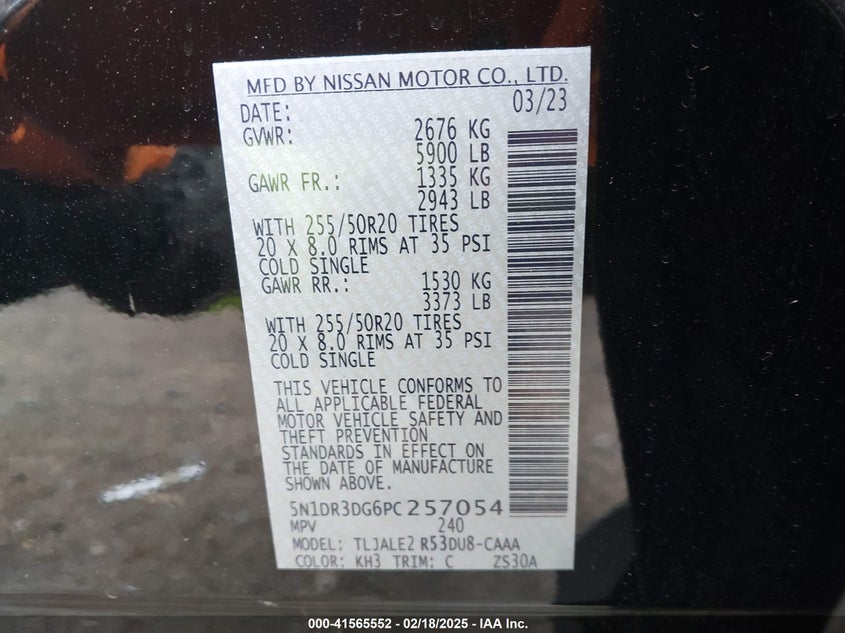 MFD BY NISSAN MOTOR CO., LTD.
DATE: 03/23
GVWR: 2676 KG
5900 LB
GAWR FR.: 1335 KG
2943 LB
WITH 255/50R20 TIRES
20 X 8.0 RIMS AT 35 PSI
COLD SINGLE
GAWR RR.: 1530 KG
3373 LB
WITH 255/50R20 TIRES
20 X 8.0 RIMS AT 35 PSI
COLD SINGLE
THIS VEHICLE CONFORMS TO
ALL APPLICABLE FEDERAL
MOTOR VEHICLE SAFETY AND
THEFT PREVENTION
STANDARDS IN EFFECT ON
THE DATE OF MANUFACTURE
SHOWN ABOVE.
5N1DR3DG6PC257054
MPV 240
MODEL: TLJALE2 R53DU8-CAAA
COLOR: KH3 TRIM: C ZS30A
000-41565552 - 02/18/2025 - IAA Inc.